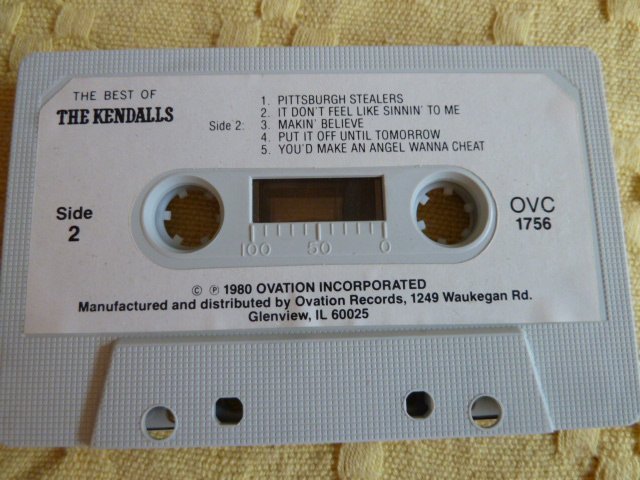 THE BEST OF
THE KENDALLS
Side 2:
1. PITTSBURGH STEALERS
2. IT DON'T FEEL LIKE SINNIN' TO ME
3. MAKIN' BELIEVE
4. PUT IT OFF UNTIL TOMORROW
5. YOU'D MAKE AN ANGEL WANNA CHEAT
Side
2
OVC
1756
100 50 0
© ℗ 1980 OVATION INCORPORATED
Manufactured and distributed by Ovation Records, 1249 Waukegan Rd.
Glenview, IL 60025